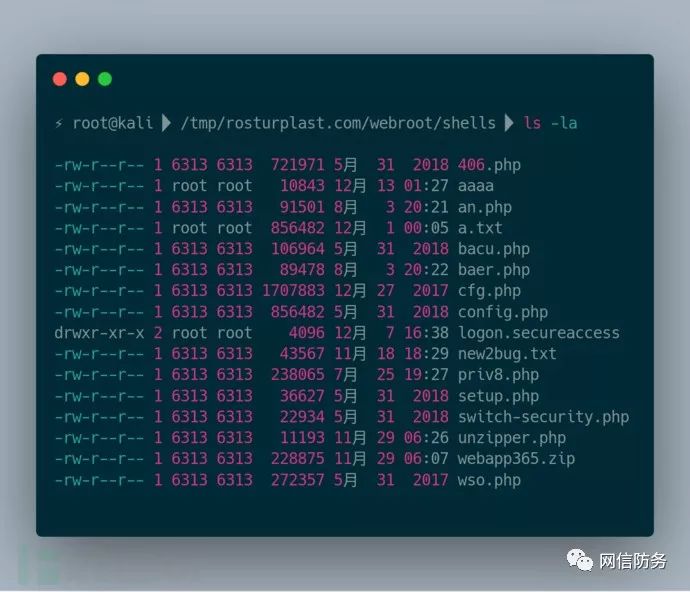 ⚡ root@kali ▶ /tmp/rosturplast.com/webroot/shells ▶ ls -la
-rw-r--r-- 1 6313 6313  721971 5月  31  2018 406.php
-rw-r--r-- 1 root root   10843 12月 13 01:27 aaaa
-rw-r--r-- 1 6313 6313   91501 8月   3 20:21 an.php
-rw-r--r-- 1 root root  856482 12月  1 00:05 a.txt
-rw-r--r-- 1 6313 6313  106964 5月  31  2018 bacu.php
-rw-r--r-- 1 6313 6313   89478 8月   3 20:22 baer.php
-rw-r--r-- 1 6313 6313 1707883 12月 27  2017 cfg.php
-rw-r--r-- 1 6313 6313  856482 5月  31  2018 config.php
drwxr-xr-x 2 root root    4096 12月  7 16:38 logon.secureaccess
-rw-r--r-- 1 6313 6313   43567 11月 18 18:29 new2bug.txt
-rw-r--r-- 1 6313 6313  238065 7月  25 19:27 priv8.php
-rw-r--r-- 1 6313 6313   36627 5月  31  2018 setup.php
-rw-r--r-- 1 6313 6313   22934 5月  31  2018 switch-security.php
-rw-r--r-- 1 6313 6313   11193 11月 29 06:26 unzipper.php
-rw-r--r-- 1 6313 6313  228875 11月 29 06:07 webapp365.zip
-rw-r--r-- 1 6313 6313  272357 5月  31  2017 wso.php
网信防务